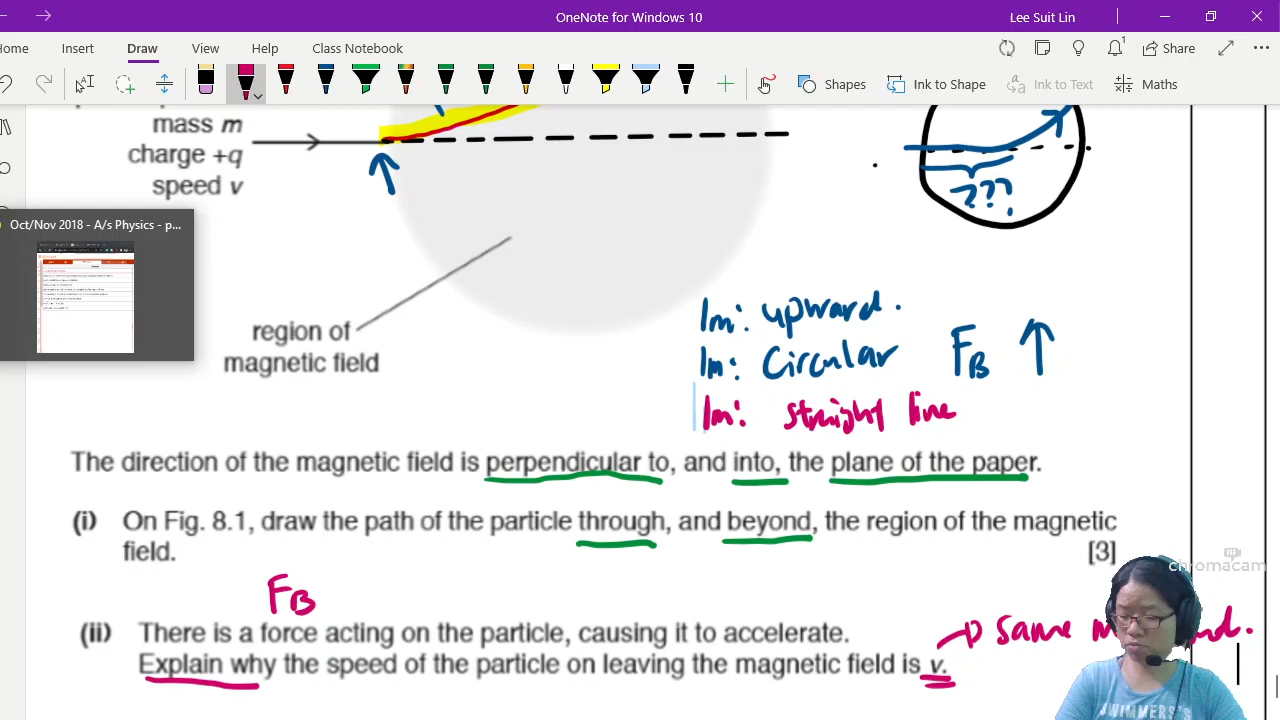 OneNote for Windows 10
Lee Suit Lin
Home Insert Draw View Help Class Notebook
1 Share
Shapes Ink to Shape Ink to Text Maths
mass m
charge +q
speed v
???
Oct/Nov 2018 - A/s Physics - p...
region of
magnetic field
1m: upward.
1m: Circular FB ↑
1m: straight line
The direction of the magnetic field is perpendicular to, and into, the plane of the paper.
(i) On Fig. 8.1, draw the path of the particle through, and beyond, the region of the magnetic
field. [3]
chromacam
FB
(ii) There is a force acting on the particle, causing it to accelerate.
same
Explain why the speed of the particle on leaving the magnetic field is v.
SWIMMERS